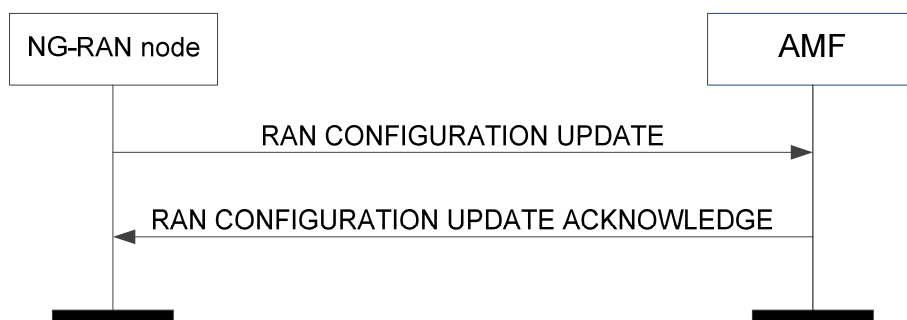 NG-RAN node
AMF
RAN CONFIGURATION UPDATE
RAN CONFIGURATION UPDATE ACKNOWLEDGE